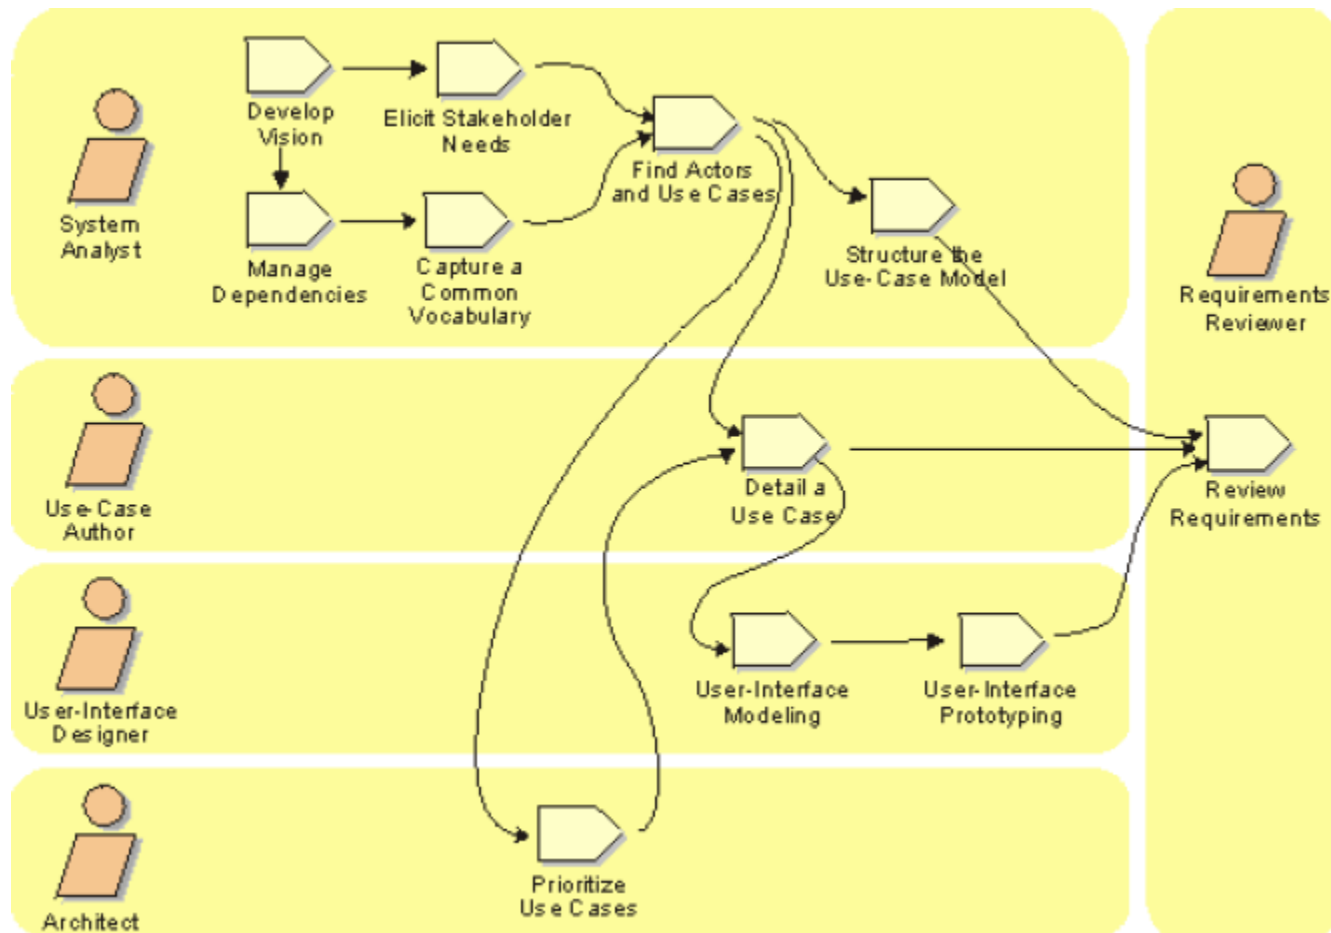 Develop
Vision
Elicit Stakeholder
Needs
Find Actors
and Use Cases
System
Analyst
Manage
Dependencies
Capture a
Common
Vocabulary
Structure the
Use-Case Model
Requirements
Reviewer
Use-Case
Author
Detail a
Use Case
Review
Requirements
User-Interface
Designer
User-Interface
Modeling
User-Interface
Prototyping
Architect
Prioritize
Use Cases